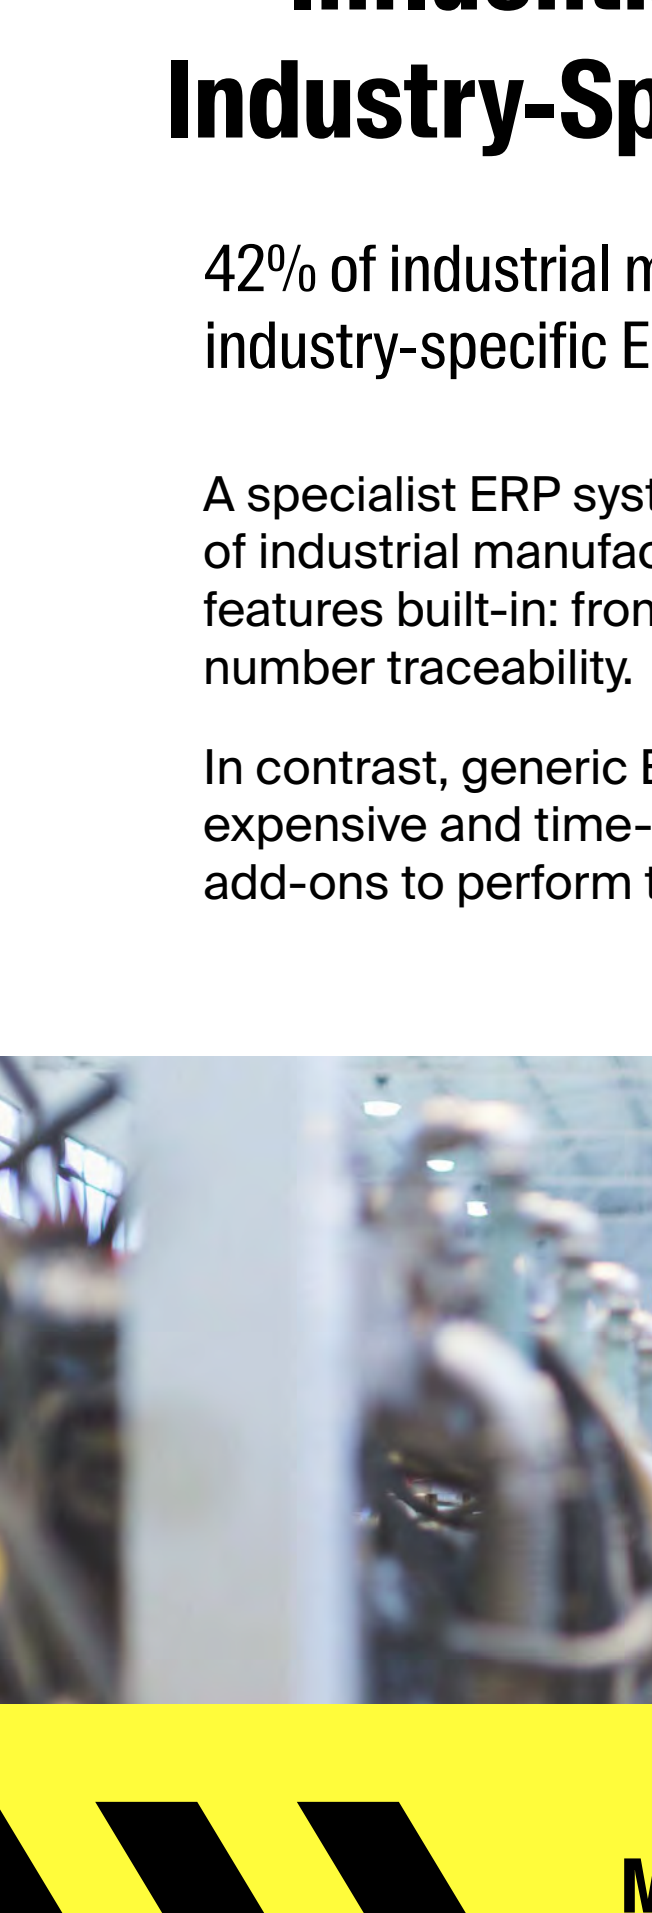 Industry-Sp
42% of industrial m
industry-specific E
A specialist ERP syst
of industrial manufac
features built-in: from
number traceability.
In contrast, generic E
expensive and time-
add-ons to perform t
M